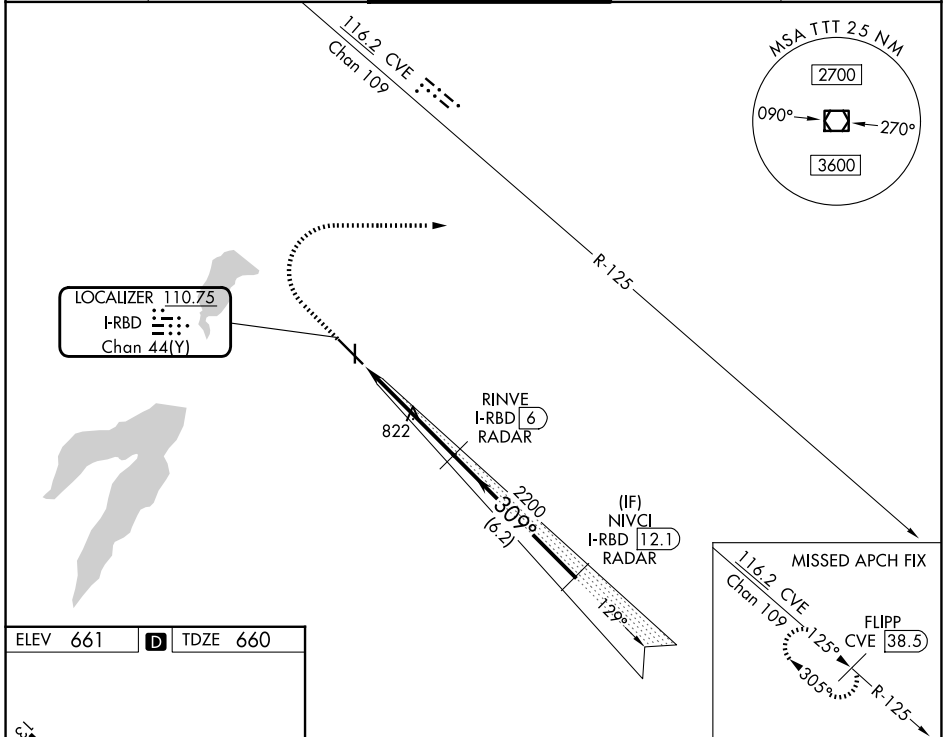 116.2 CVE
Chan 109
MSA TTT 25 NM
2700
090°
270°
3600
R-125
LOCALIZER 110.75
I-RBD
Chan 44(Y)
RINVE
I-RBD 6
RADAR
822
2200
309°
(6.2)
(IF)
NIVCI
I-RBD 12.1
RADAR
129°
MISSED APCH FIX
116.2 CVE
Chan 109
FLIPP
CVE 38.5
125°
305°
R-125
ELEV 661 D TDZE 660
13